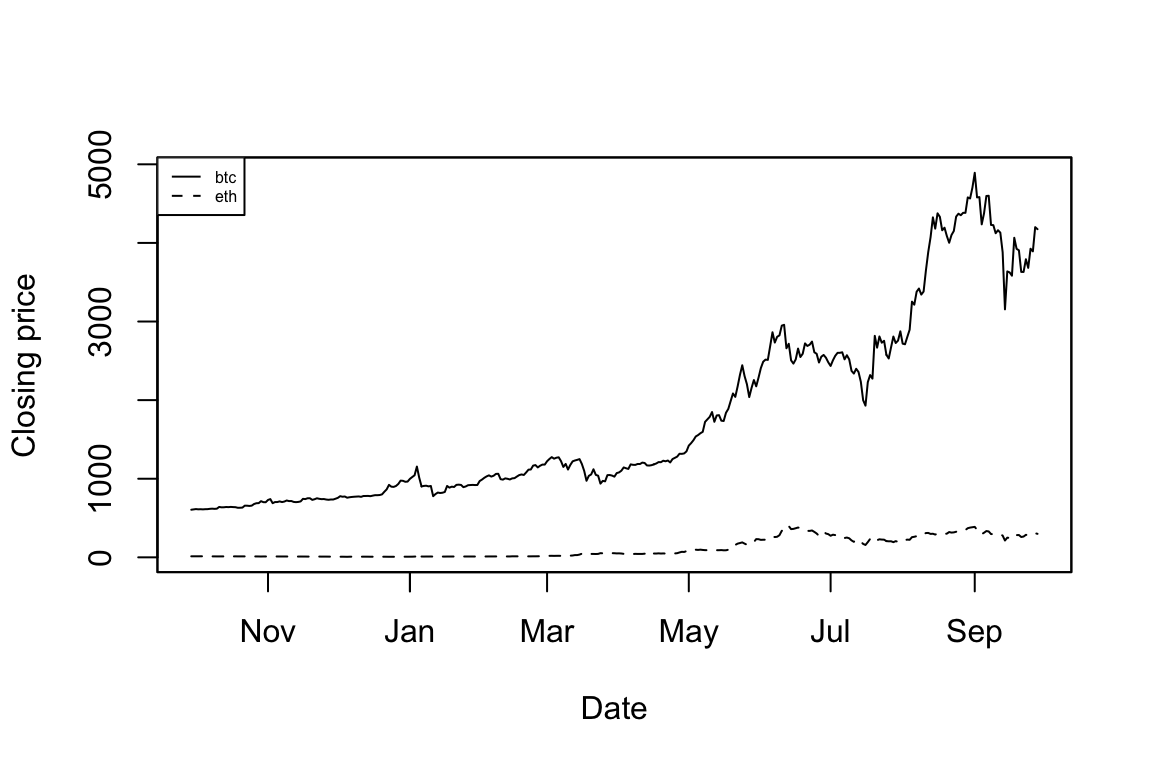 btc
eth
Closing price
5000
3000
1000
0
Nov Jan Mar May Jul Sep
Date